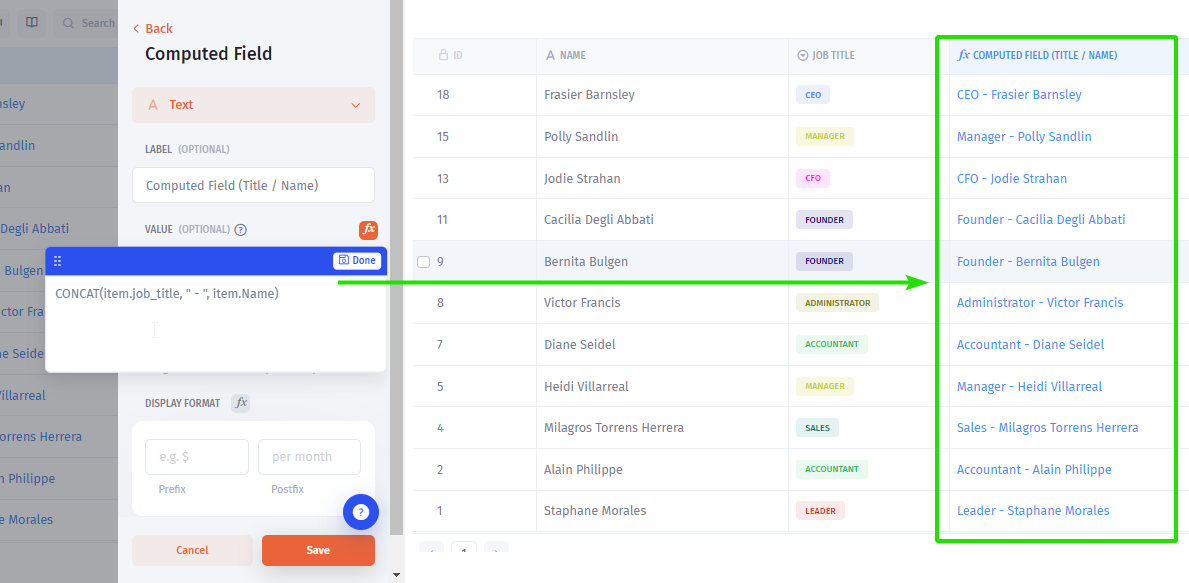 Search
Back
Computed Field
A Text
LABEL (OPTIONAL)
Computed Field (Title / Name)
VALUE (OPTIONAL) ?
fx
Done
CONCAT(item.job_title, " - ", item.Name)
DISPLAY FORMAT fx
e.g. $ per month
Prefix Postfix
?
Cancel Save
nsley
andlin
an
Degli Abbati
Bulgen
ctor Fra
ne Seide
Villarreal
orrens Herrera
n Philippe
e Morales
ID A NAME JOB TITLE fx COMPUTED FIELD (TITLE / NAME)
18 Frasier Barnsley CEO CEO - Frasier Barnsley
15 Polly Sandlin MANAGER Manager - Polly Sandlin
13 Jodie Strahan CFO CFO - Jodie Strahan
11 Cacilia Degli Abbati FOUNDER Founder - Cacilia Degli Abbati
9 Bernita Bulgen FOUNDER Founder - Bernita Bulgen
8 Victor Francis ADMINISTRATOR Administrator - Victor Francis
7 Diane Seidel ACCOUNTANT Accountant - Diane Seidel
5 Heidi Villarreal MANAGER Manager - Heidi Villarreal
4 Milagros Torrens Herrera SALES Sales - Milagros Torrens Herrera
2 Alain Philippe ACCOUNTANT Accountant - Alain Philippe
1 Staphane Morales LEADER Leader - Staphane Morales
1